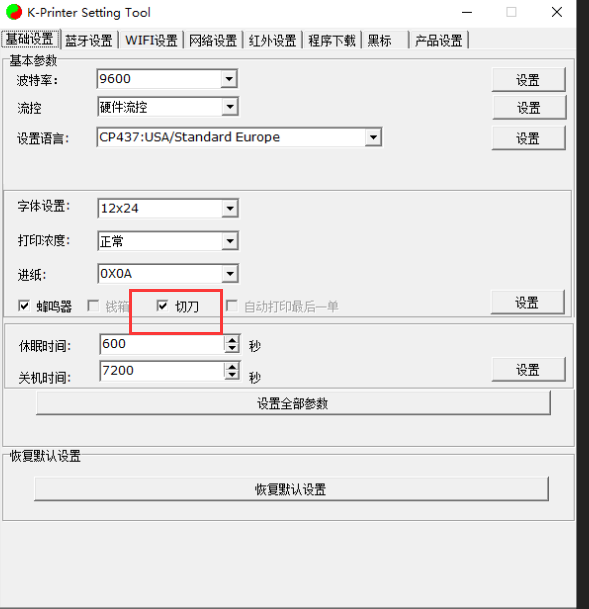 K-Printer Setting Tool
基础设置 蓝牙设置 WIFI设置 网络设置 红外设置 程序下载 黑标 产品设置
基本参数
波特率: 9600 设置
流控 硬件流控 设置
设置语言: CP437:USA/Standard Europe 设置
字体设置: 12x24
打印浓度: 正常
进纸: 0X0A
蜂鸣器 钱箱 切刀 自动打印最后一单 设置
休眠时间: 600 秒
关机时间: 7200 秒 设置
设置全部参数
恢复默认设置
恢复默认设置